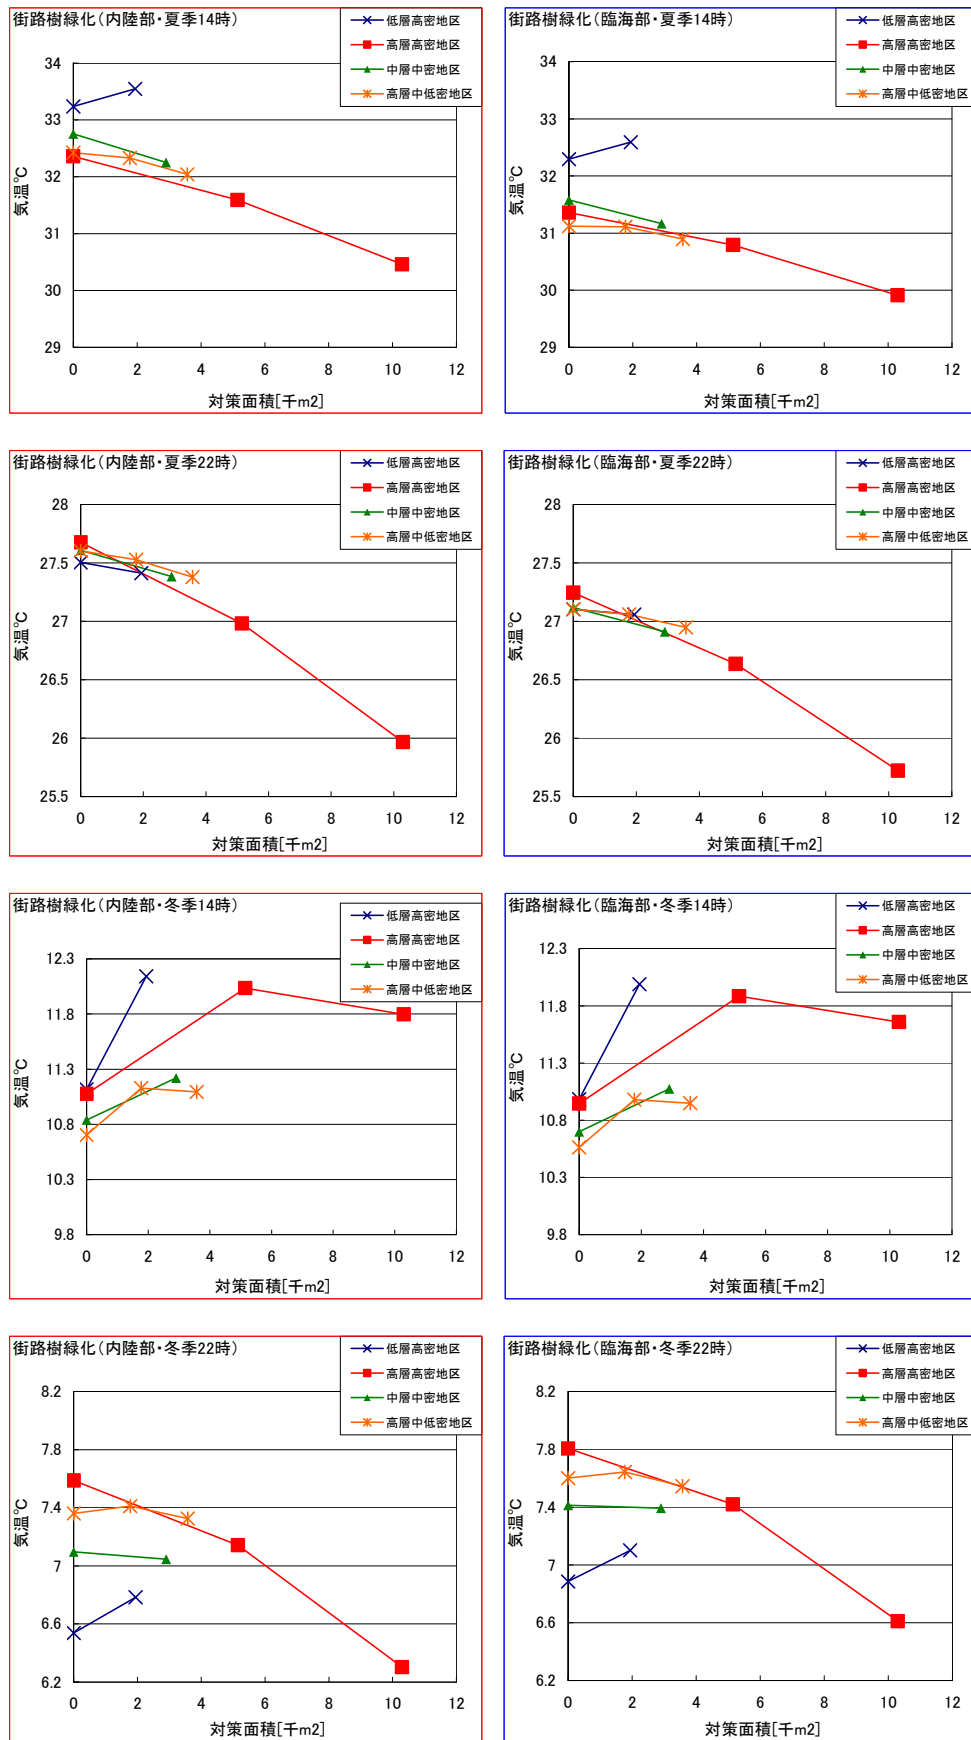 街路樹緑化(内陸部・夏季14時)
低層高密地区
高層高密地区
中層中密地区
高層中低密地区
34
33
32
31
30
29
気温℃
0 2 4 6 8 10 12
対策面積[千m2]
街路樹緑化(臨海部・夏季14時)
低層高密地区
高層高密地区
中層中密地区
高層中低密地区
34
33
32
31
30
29
気温℃
0 2 4 6 8 10 12
対策面積[千m2]
街路樹緑化(内陸部・夏季22時)
低層高密地区
高層高密地区
中層中密地区
高層中低密地区
28
27.5
27
26.5
26
25.5
気温℃
0 2 4 6 8 10 12
対策面積[千m2]
街路樹緑化(臨海部・夏季22時)
低層高密地区
高層高密地区
中層中密地区
高層中低密地区
28
27.5
27
26.5
26
25.5
気温℃
0 2 4 6 8 10 12
対策面積[千m2]
街路樹緑化(内陸部・冬季14時)
低層高密地区
高層高密地区
中層中密地区
高層中低密地区
12.3
11.8
11.3
10.8
10.3
9.8
気温℃
0 2 4 6 8 10 12
対策面積[千m2]
街路樹緑化(臨海部・冬季14時)
低層高密地区
高層高密地区
中層中密地区
高層中低密地区
12.3
11.8
11.3
10.8
10.3
9.8
気温℃
0 2 4 6 8 10 12
対策面積[千m2]
街路樹緑化(内陸部・冬季22時)
低層高密地区
高層高密地区
中層中密地区
高層中低密地区
8.2
7.8
7.4
7
6.6
6.2
気温℃
0 2 4 6 8 10 12
対策面積[千m2]
街路樹緑化(臨海部・冬季22時)
低層高密地区
高層高密地区
中層中密地区
高層中低密地区
8.2
7.8
7.4
7
6.6
6.2
気温℃
0 2 4 6 8 10 12
対策面積[千m2]